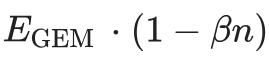 E_GEM · (1 − βn)